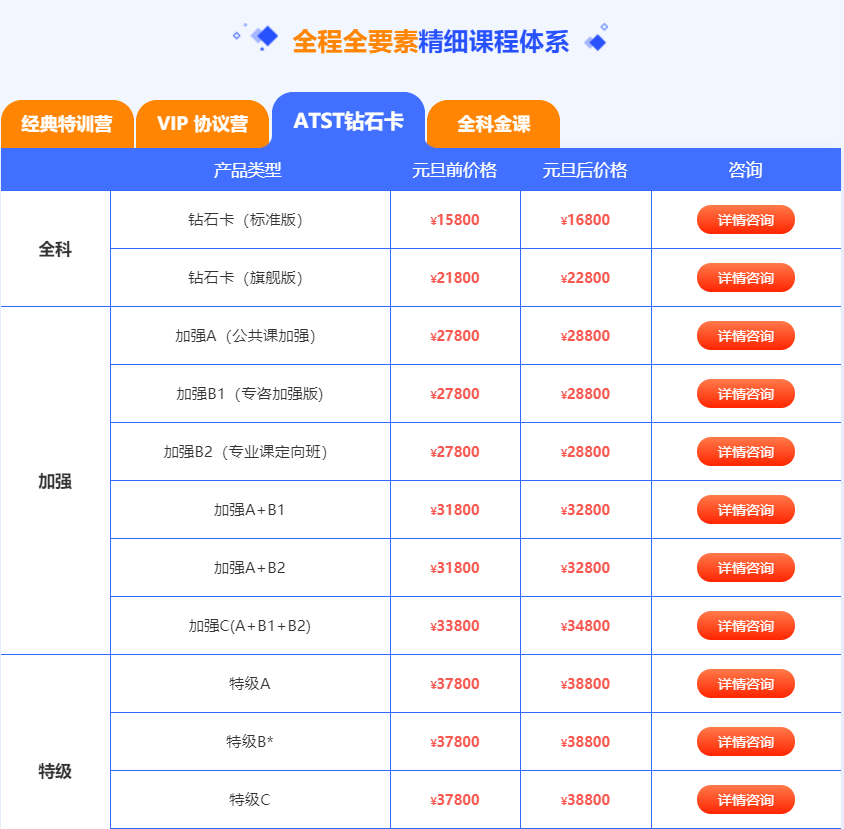 全程全要素精细课程体系
经典特训营 VIP 协议营 ATST钻石卡 全科金课
产品类型 元旦前价格 元旦后价格 咨询
全科
钻石卡（标准版） ¥15800 ¥16800 详情咨询
钻石卡（旗舰版） ¥21800 ¥22800 详情咨询
加强
加强A（公共课加强） ¥27800 ¥28800 详情咨询
加强B1（专咨加强版) ¥27800 ¥28800 详情咨询
加强B2（专业课定向班） ¥27800 ¥28800 详情咨询
加强A+B1 ¥31800 ¥32800 详情咨询
加强A+B2 ¥31800 ¥32800 详情咨询
加强C(A+B1+B2) ¥33800 ¥34800 详情咨询
特级
特级A ¥37800 ¥38800 详情咨询
特级B* ¥37800 ¥38800 详情咨询
特级C ¥37800 ¥38800 详情咨询